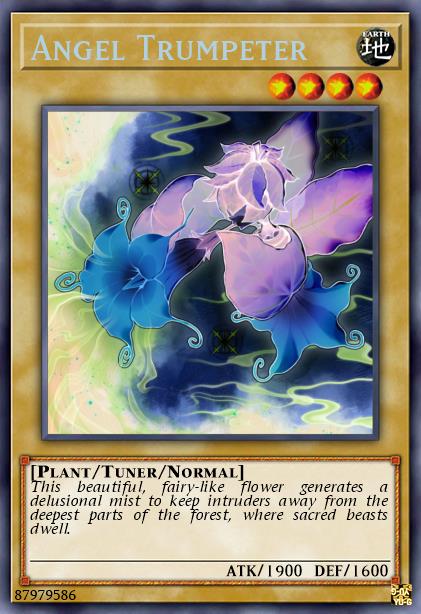 ANGEL TRUMPETER
EARTH
地
[PLANT/TUNER/NORMAL]
This beautiful, fairy-like flower generates a
delusional mist to keep intruders away from the
deepest parts of the forest, where sacred beasts
dwell.
ATK/1900 DEF/1600
87979586